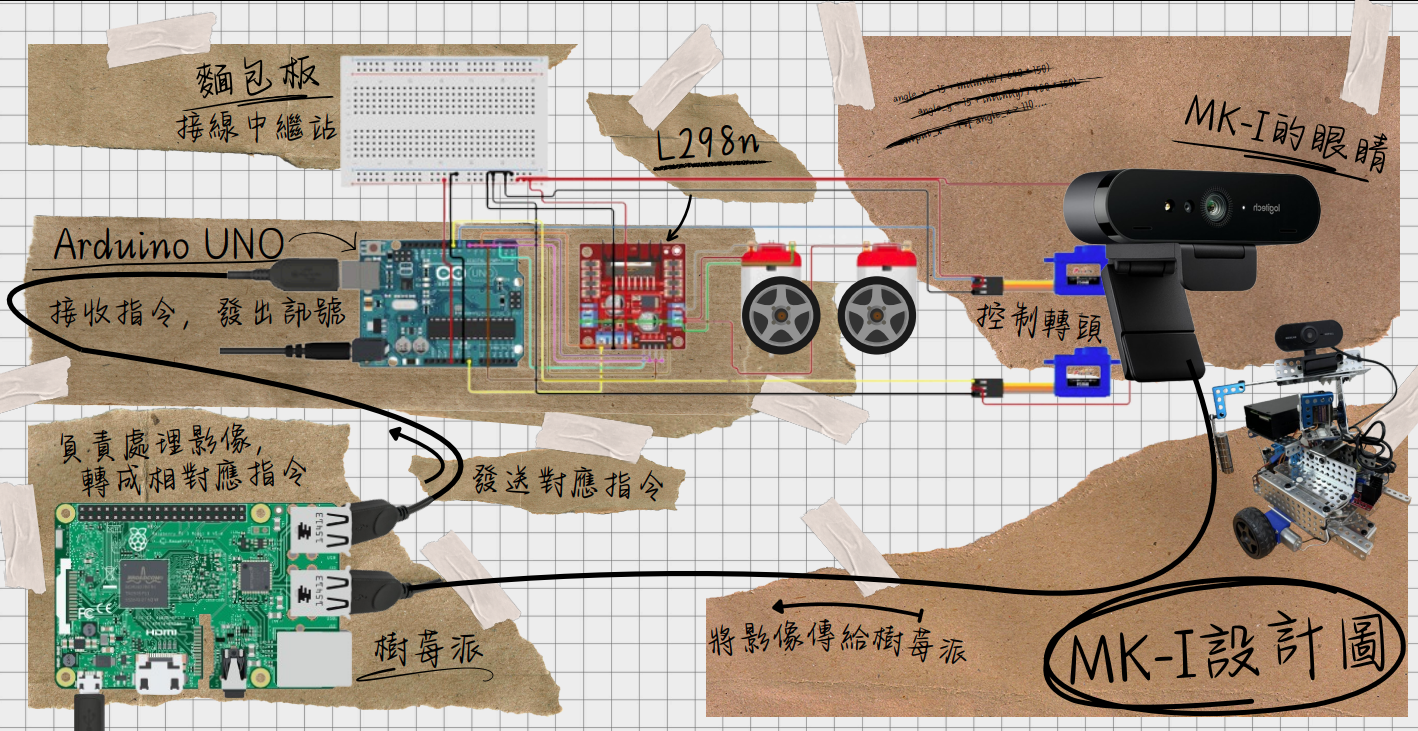 麵包板
接線中繼站
L298n
MK-I的眼睛
logitech
Arduino UNO
UNO
接收指令，發出訊號
控制轉頭
負責處理影像，
轉成相對應指令
發送對應指令
HDMI
樹莓派
將影像傳給樹莓派
MK-I設計圖